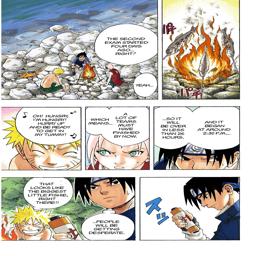 THE SECOND
EXAM STARTED
FOUR DAYS
AGO...
RIGHT?
YEAH...
OH! HUNGRY,
I'M HUNGRY!
HURRY UP
AND BE READY
TO GET IN
MY TUMMY!
WHICH
MEANS...
LOT
OF TEAMS
MUST
HAVE
FINISHED
BY NOW.
...SO IT
WILL BE
OVER IN
LESS THAN
24 HOURS.
AND IT
BEGAN
AT AROUND
2:30 P.M...
THAT
LOOKS LIKE
THE BIGGEST
LITTLE FISHIE,
RIGHT
THERE!!
...PEOPLE
WILL BE
GETTING
DESPERATE.